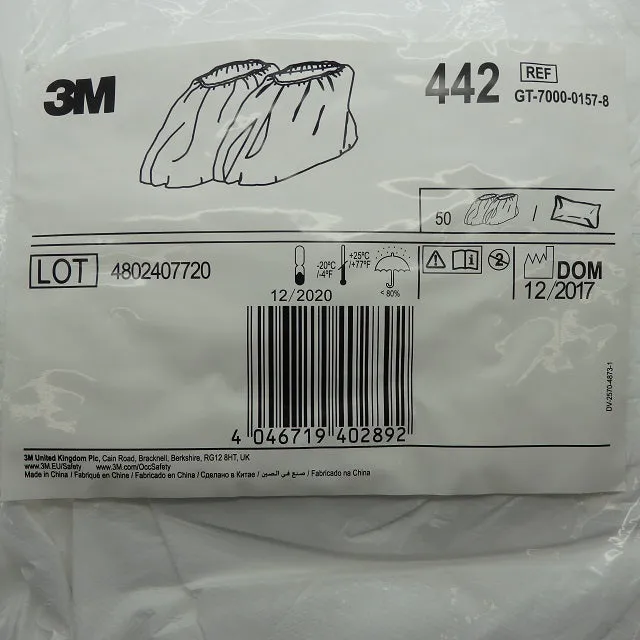 3M
442 REF
GT-7000-0157-8
50 /
LOT 4802407720
-20°C
/-4°F
+25°C
/+77°F
< 80%
12/2020
DOM
12/2017
4 046719 402892
DV-2570-4873-1
3M United Kingdom Plc, Cain Road, Bracknell, Berkshire, RG12 8HT, UK
www.3M.EU/Safety www.3M.com/OccSafety
Made in China / Fabriqué en China / Fabricado en China / Сделано в Китае / صنع في الصين / Fabricado na China